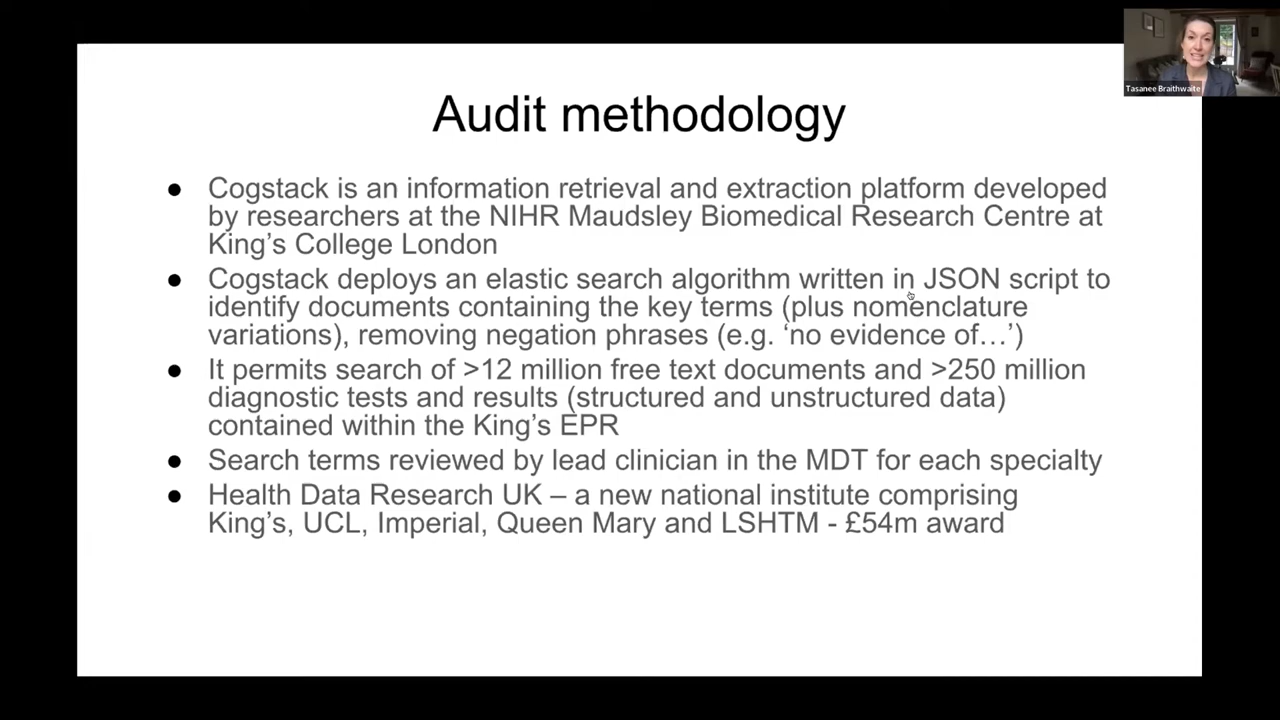 Audit methodology
Tasanee Braithwaite
● Cogstack is an information retrieval and extraction platform developed
by researchers at the NIHR Maudsley Biomedical Research Centre at
King’s College London
● Cogstack deploys an elastic search algorithm written in JSON script to
identify documents containing the key terms (plus nomenclature
variations), removing negation phrases (e.g. ‘no evidence of…’)
● It permits search of >12 million free text documents and >250 million
diagnostic tests and results (structured and unstructured data)
contained within the King’s EPR
● Search terms reviewed by lead clinician in the MDT for each specialty
● Health Data Research UK – a new national institute comprising
King’s, UCL, Imperial, Queen Mary and LSHTM - £54m award